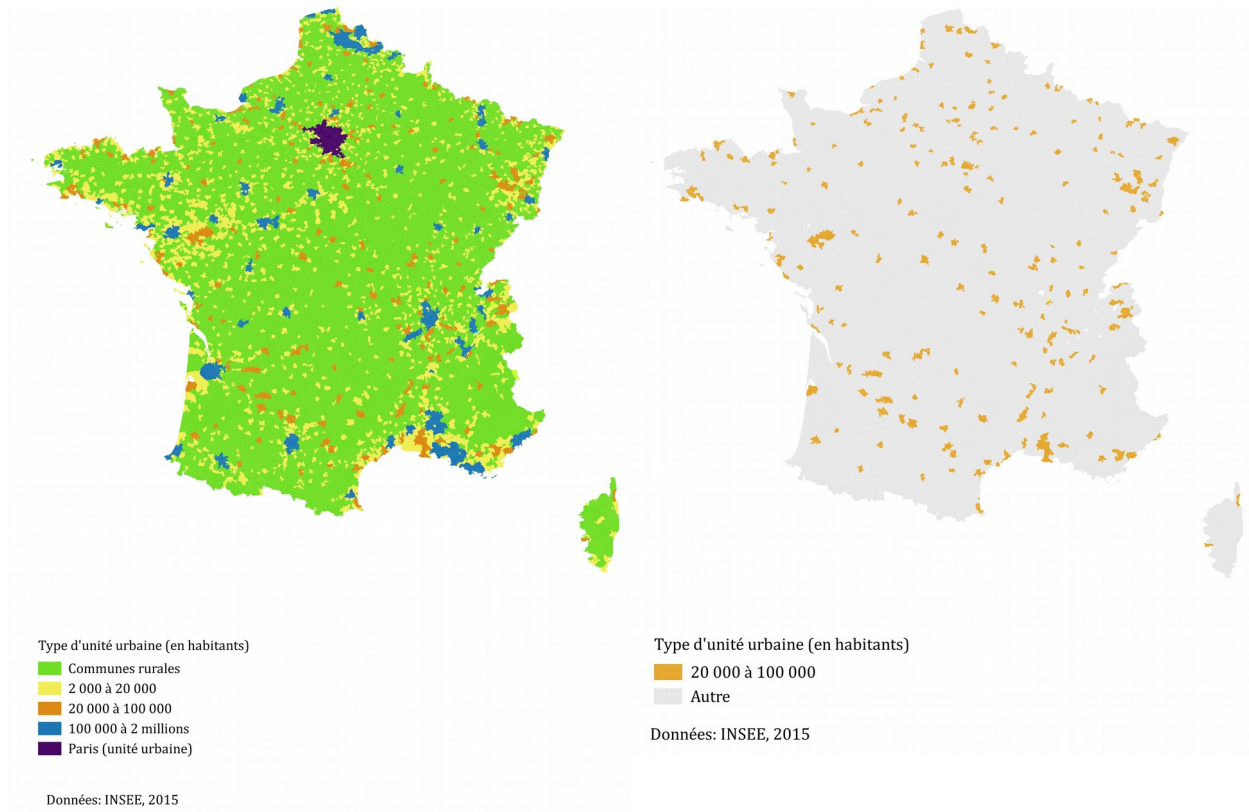 Type d'unité urbaine (en habitants)
Communes rurales
2 000 à 20 000
20 000 à 100 000
100 000 à 2 millions
Paris (unité urbaine)
Données: INSEE, 2015
Type d'unité urbaine (en habitants)
20 000 à 100 000
Autre
Données: INSEE, 2015